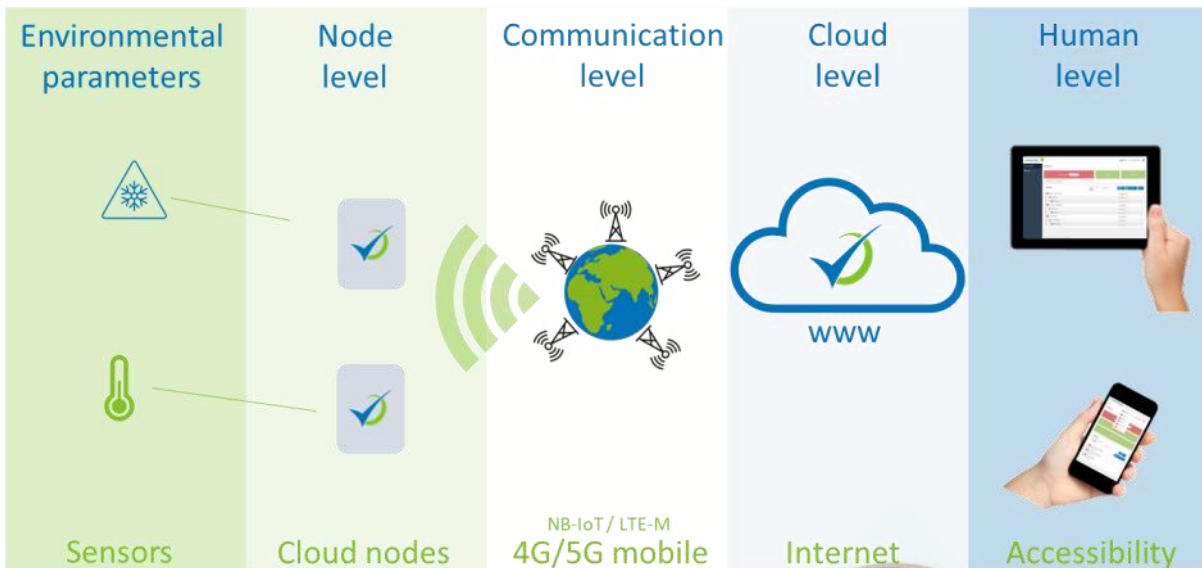 Environmental
parameters
Node
level
Communication
level
Cloud
level
Human
level
www
NB-IoT / LTE-M
Sensors
Cloud nodes
4G/5G mobile
Internet
Accessibility